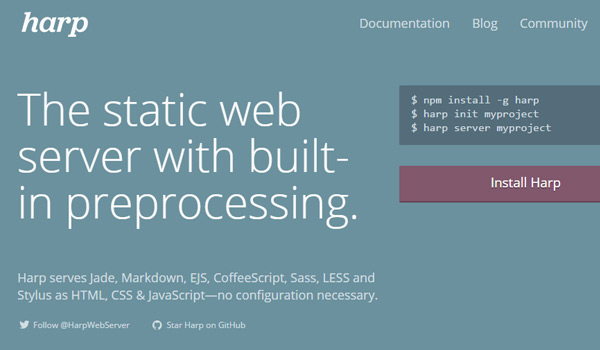 harp
Documentation Blog Community
The static web
server with built-
in preprocessing.
$ npm install -g harp
$ harp init myproject
$ harp server myproject
Install Harp
Harp serves Jade, Markdown, EJS, CoffeeScript, Sass, LESS and
Stylus as HTML, CSS & JavaScript—no configuration necessary.
Follow @HarpWebServer Star Harp on GitHub